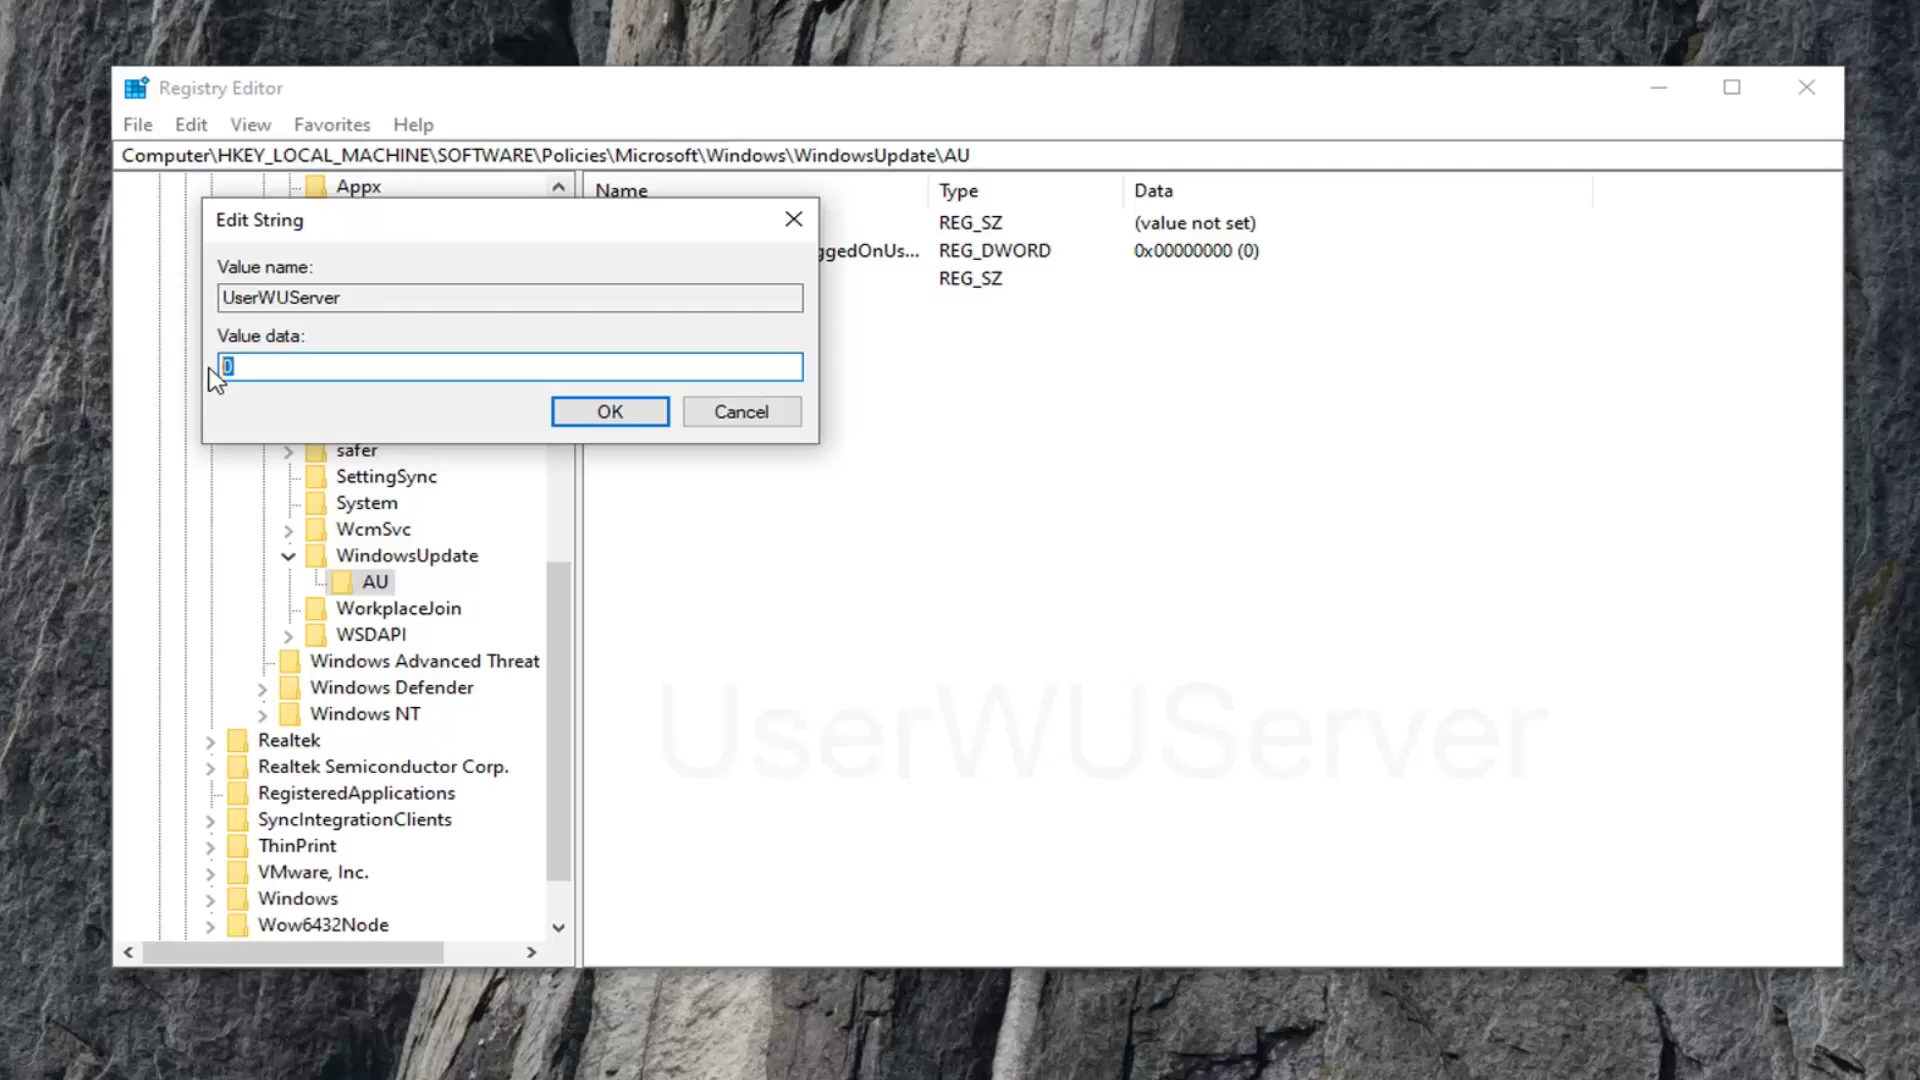 Registry Editor
File Edit View Favorites Help
Computer\HKEY_LOCAL_MACHINE\SOFTWARE\Policies\Microsoft\Windows\WindowsUpdate\AU
Appx
Name Type Data
Edit String
REG_SZ (value not set)
ggedOnUs... REG_DWORD 0x00000000 (0)
REG_SZ
Value name:
UserWUServer
Value data:
0
OK Cancel
safer
SettingSync
System
WcmSvc
WindowsUpdate
AU
WorkplaceJoin
WSDAPI
Windows Advanced Threat
Windows Defender
Windows NT
Realtek
Realtek Semiconductor Corp.
RegisteredApplications
SyncIntegrationClients
ThinPrint
VMware, Inc.
Windows
Wow6432Node
UserWUServer